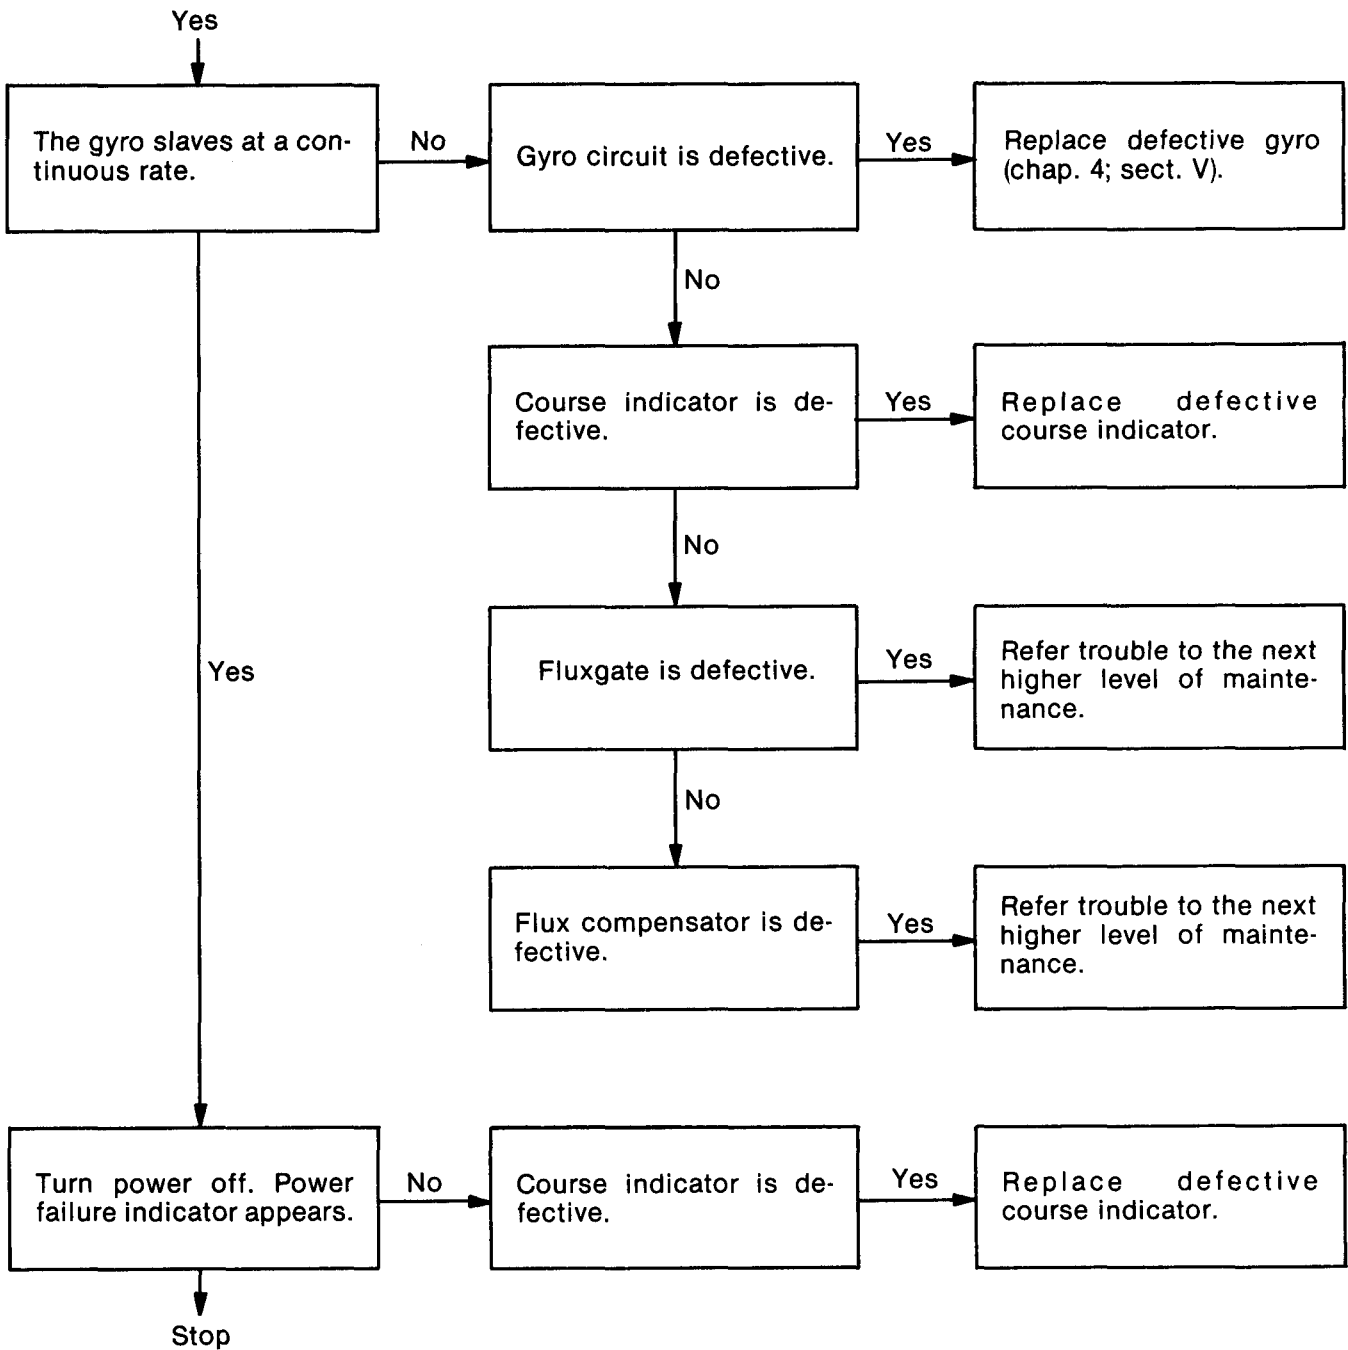 Yes
The gyro slaves at a con-
tinuous rate.
No
Gyro circuit is defective.
Yes
Replace defective gyro
(chap. 4; sect. V).
No
Course indicator is de-
fective.
Yes
Replace defective
course indicator.
No
Yes
Fluxgate is defective.
Yes
Refer trouble to the next
higher level of mainte-
nance.
No
Flux compensator is de-
fective.
Yes
Refer trouble to the next
higher level of mainte-
nance.
Turn power off. Power
failure indicator appears.
No
Course indicator is de-
fective.
Yes
Replace defective
course indicator.
Stop